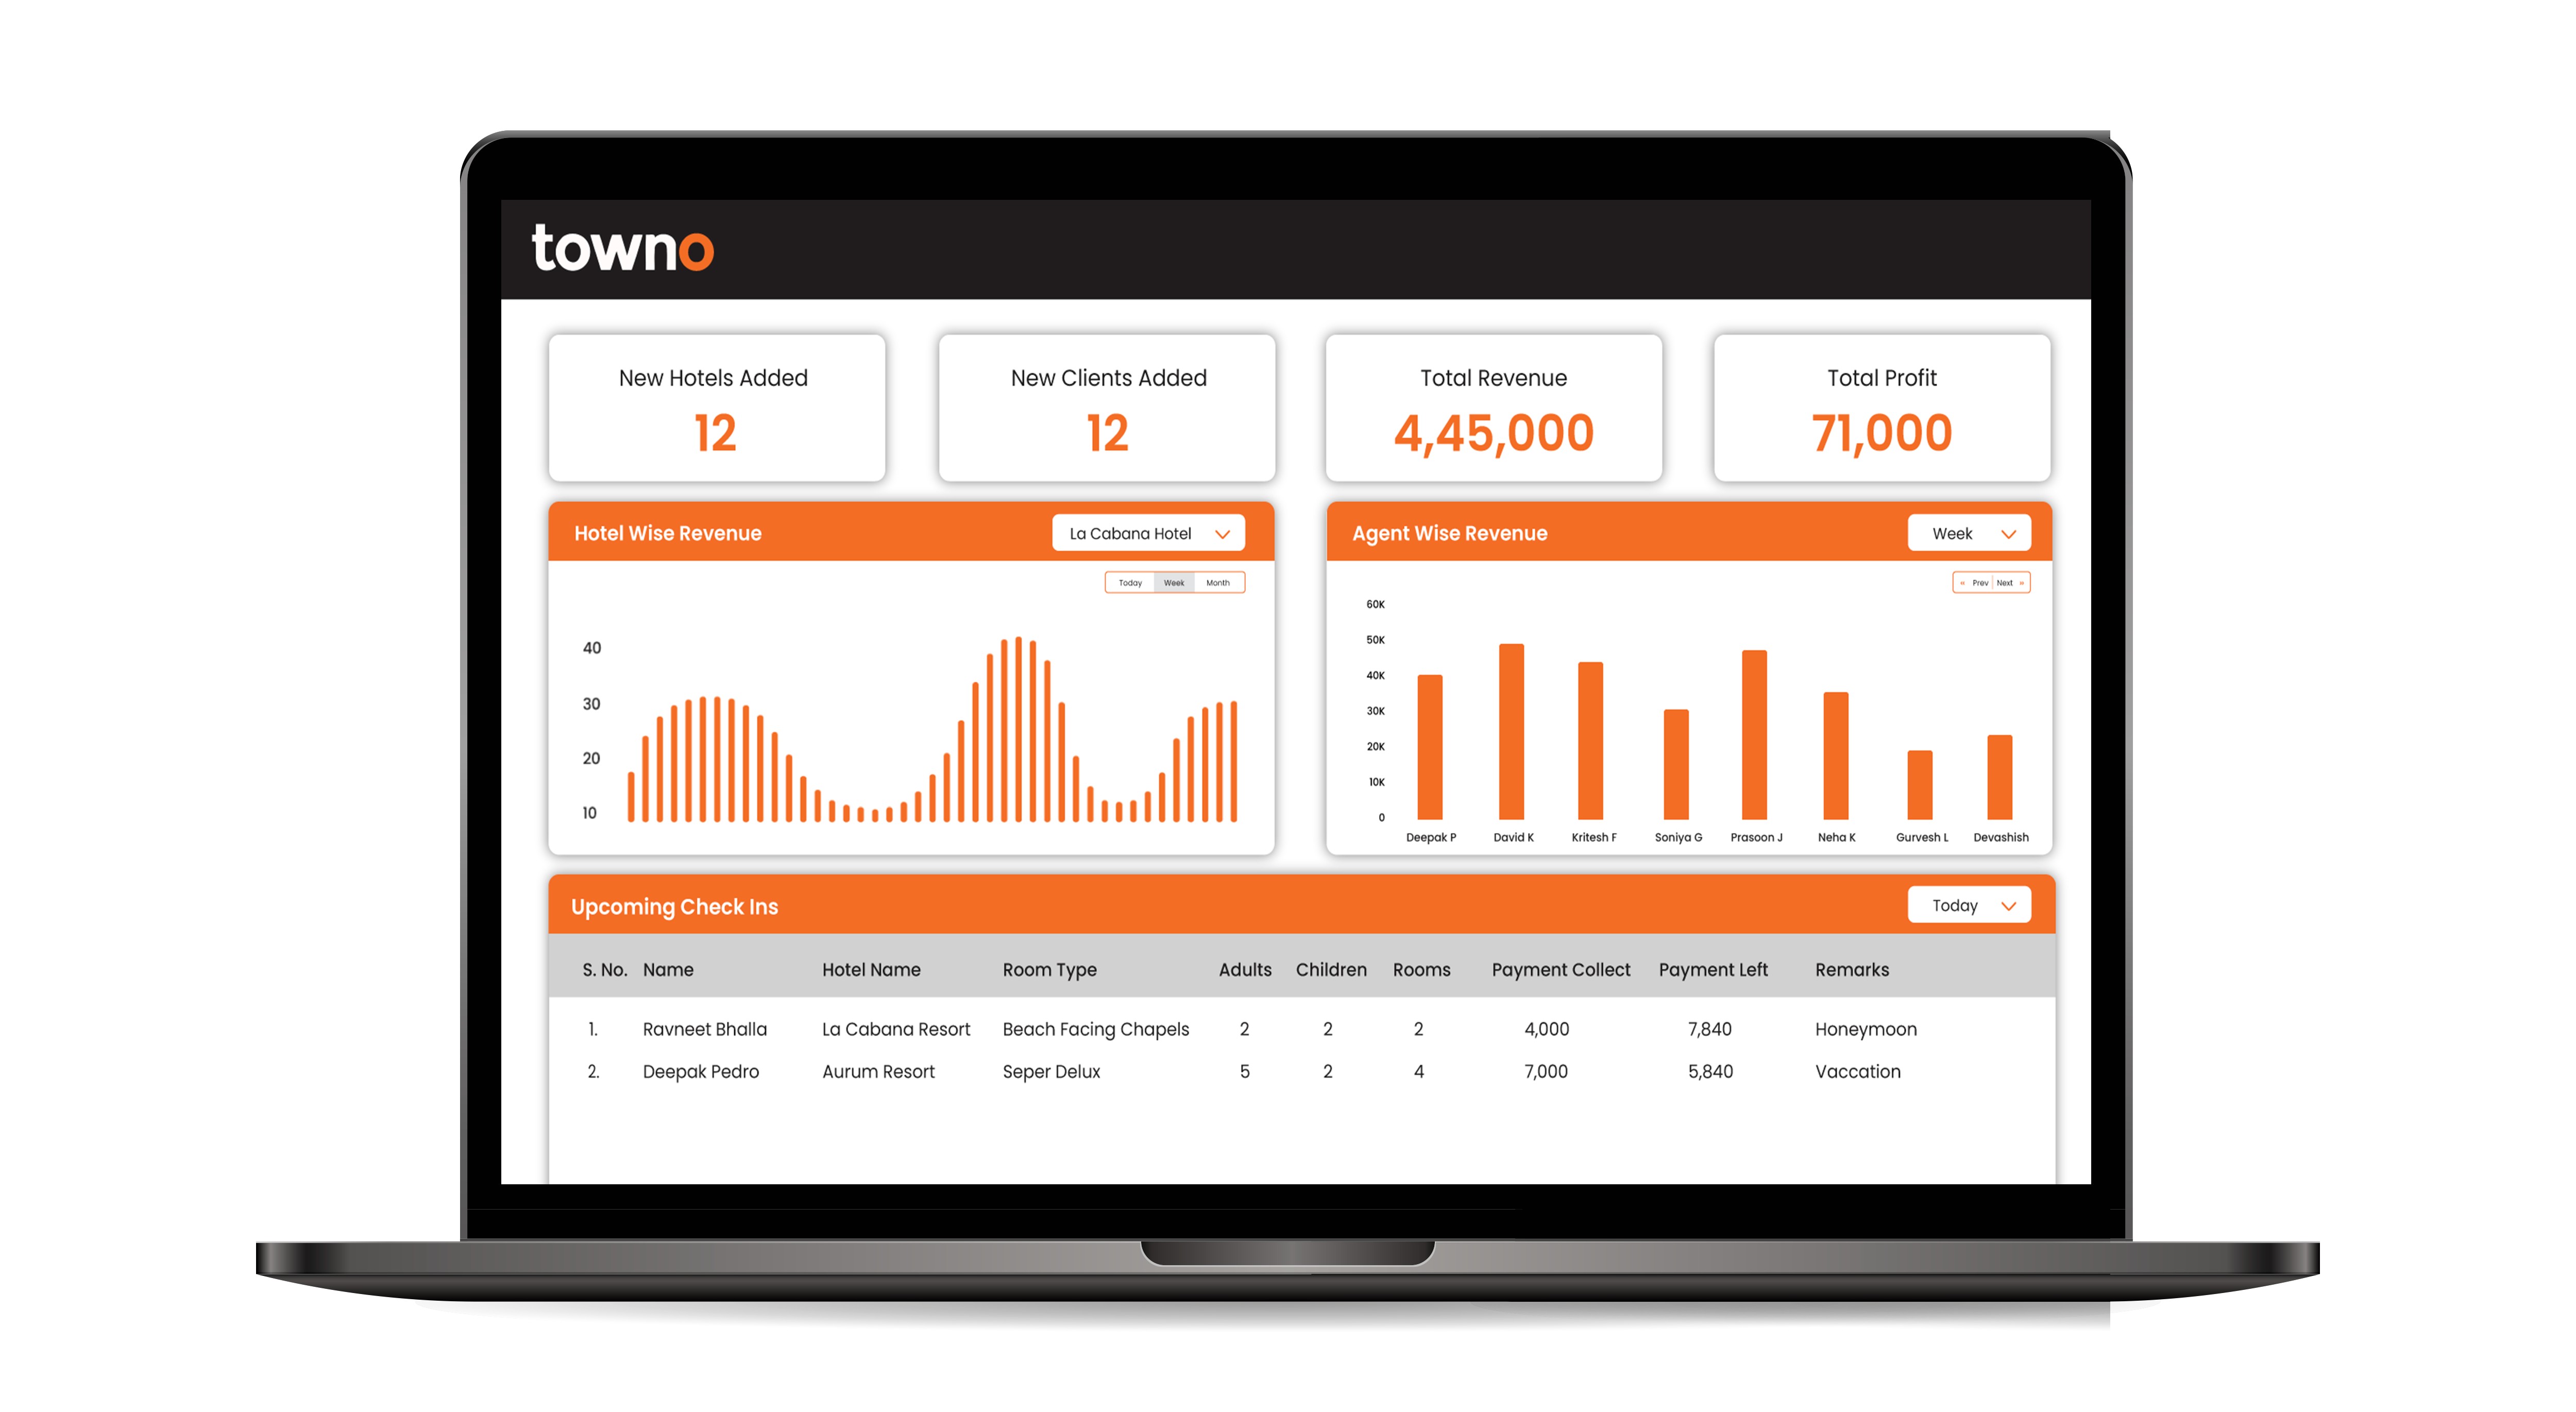 towno
New Hotels Added
12
New Clients Added
12
Total Revenue
4,45,000
Total Profit
71,000
Hotel Wise Revenue
La Cabana Hotel
Today Week Month
40
30
20
10
Agent Wise Revenue
Week
« Prev Next »
60K
50K
40K
30K
20K
10K
0
Deepak P David K Kritesh F Soniya G Prasoon J Neha K Gurvesh L Devashish
Upcoming Check Ins
Today
S. No. Name Hotel Name Room Type Adults Children Rooms Payment Collect Payment Left Remarks
1. Ravneet Bhalla La Cabana Resort Beach Facing Chapels 2 2 2 4,000 7,840 Honeymoon
2. Deepak Pedro Aurum Resort Seper Delux 5 2 4 7,000 5,840 Vaccation